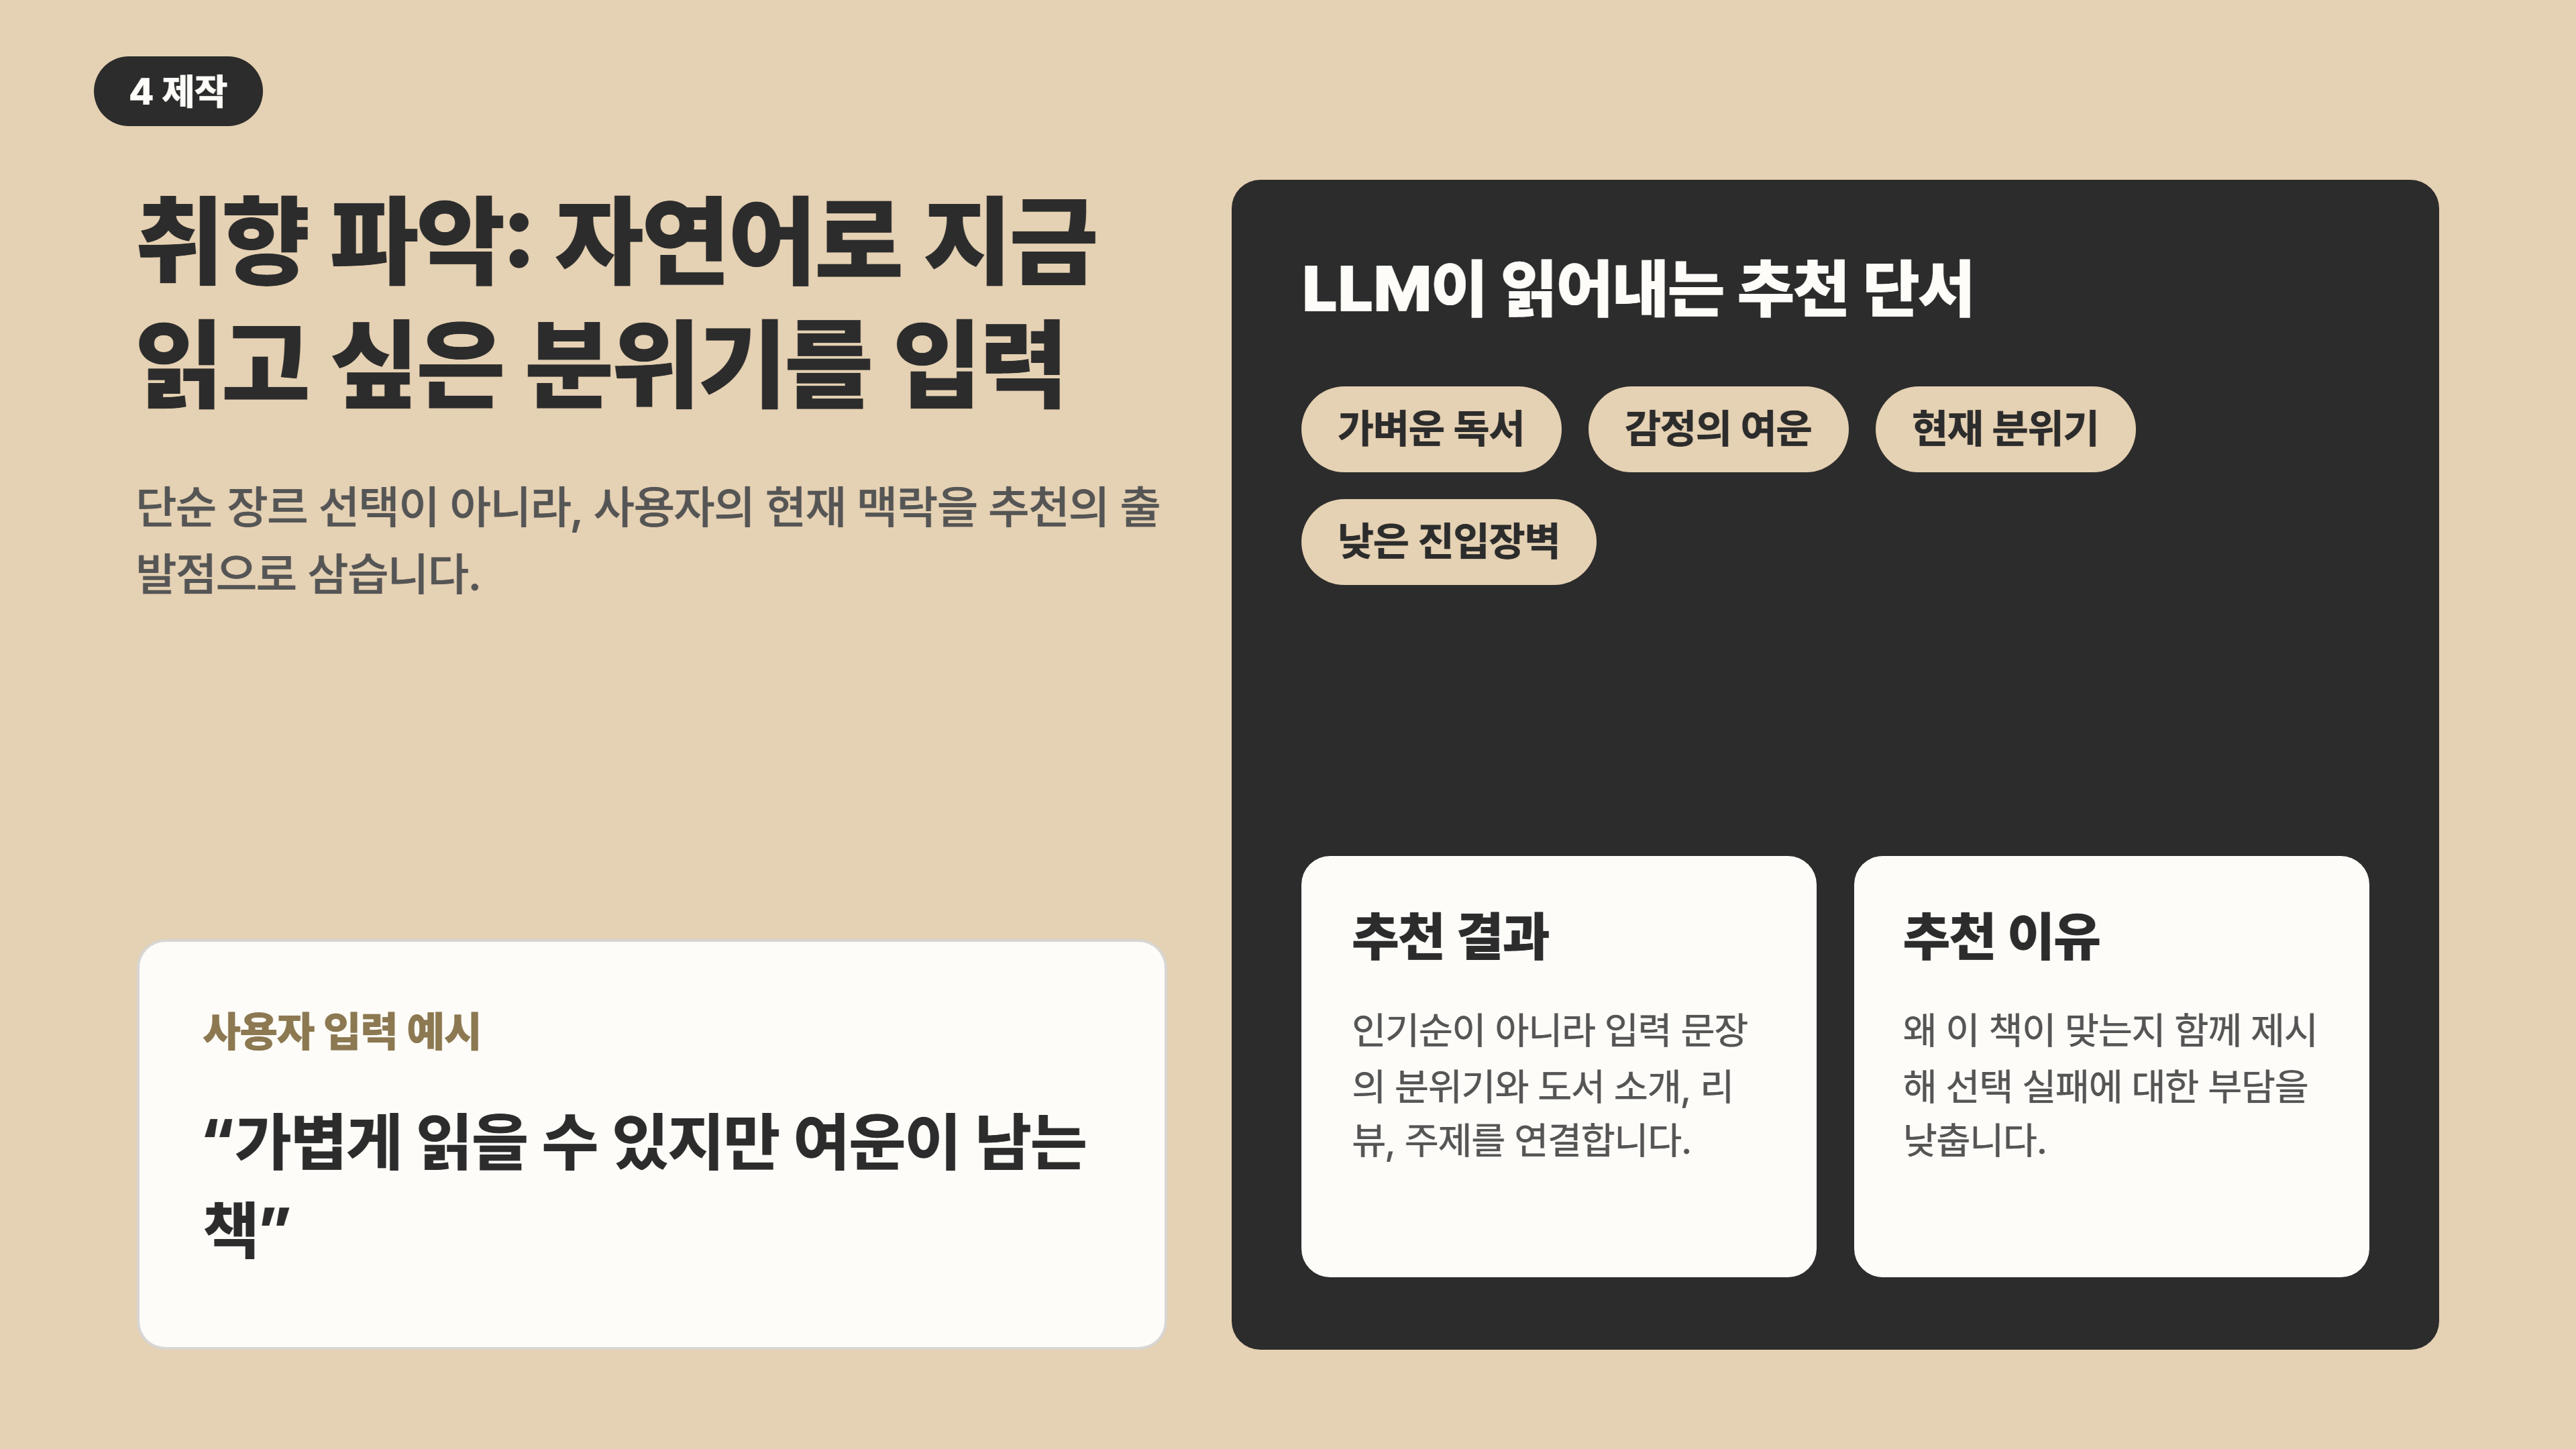 4 제작
취향 파악: 자연어로 지금
읽고 싶은 분위기를 입력
단순 장르 선택이 아니라, 사용자의 현재 맥락을 추천의 출
발점으로 삼습니다.
사용자 입력 예시
“가볍게 읽을 수 있지만 여운이 남는
책”
LLM이 읽어내는 추천 단서
가벼운 독서
감정의 여운
현재 분위기
낮은 진입장벽
추천 결과
인기순이 아니라 입력 문장
의 분위기와 도서 소개, 리
뷰, 주제를 연결합니다.
추천 이유
왜 이 책이 맞는지 함께 제시
해 선택 실패에 대한 부담을
낮춥니다.